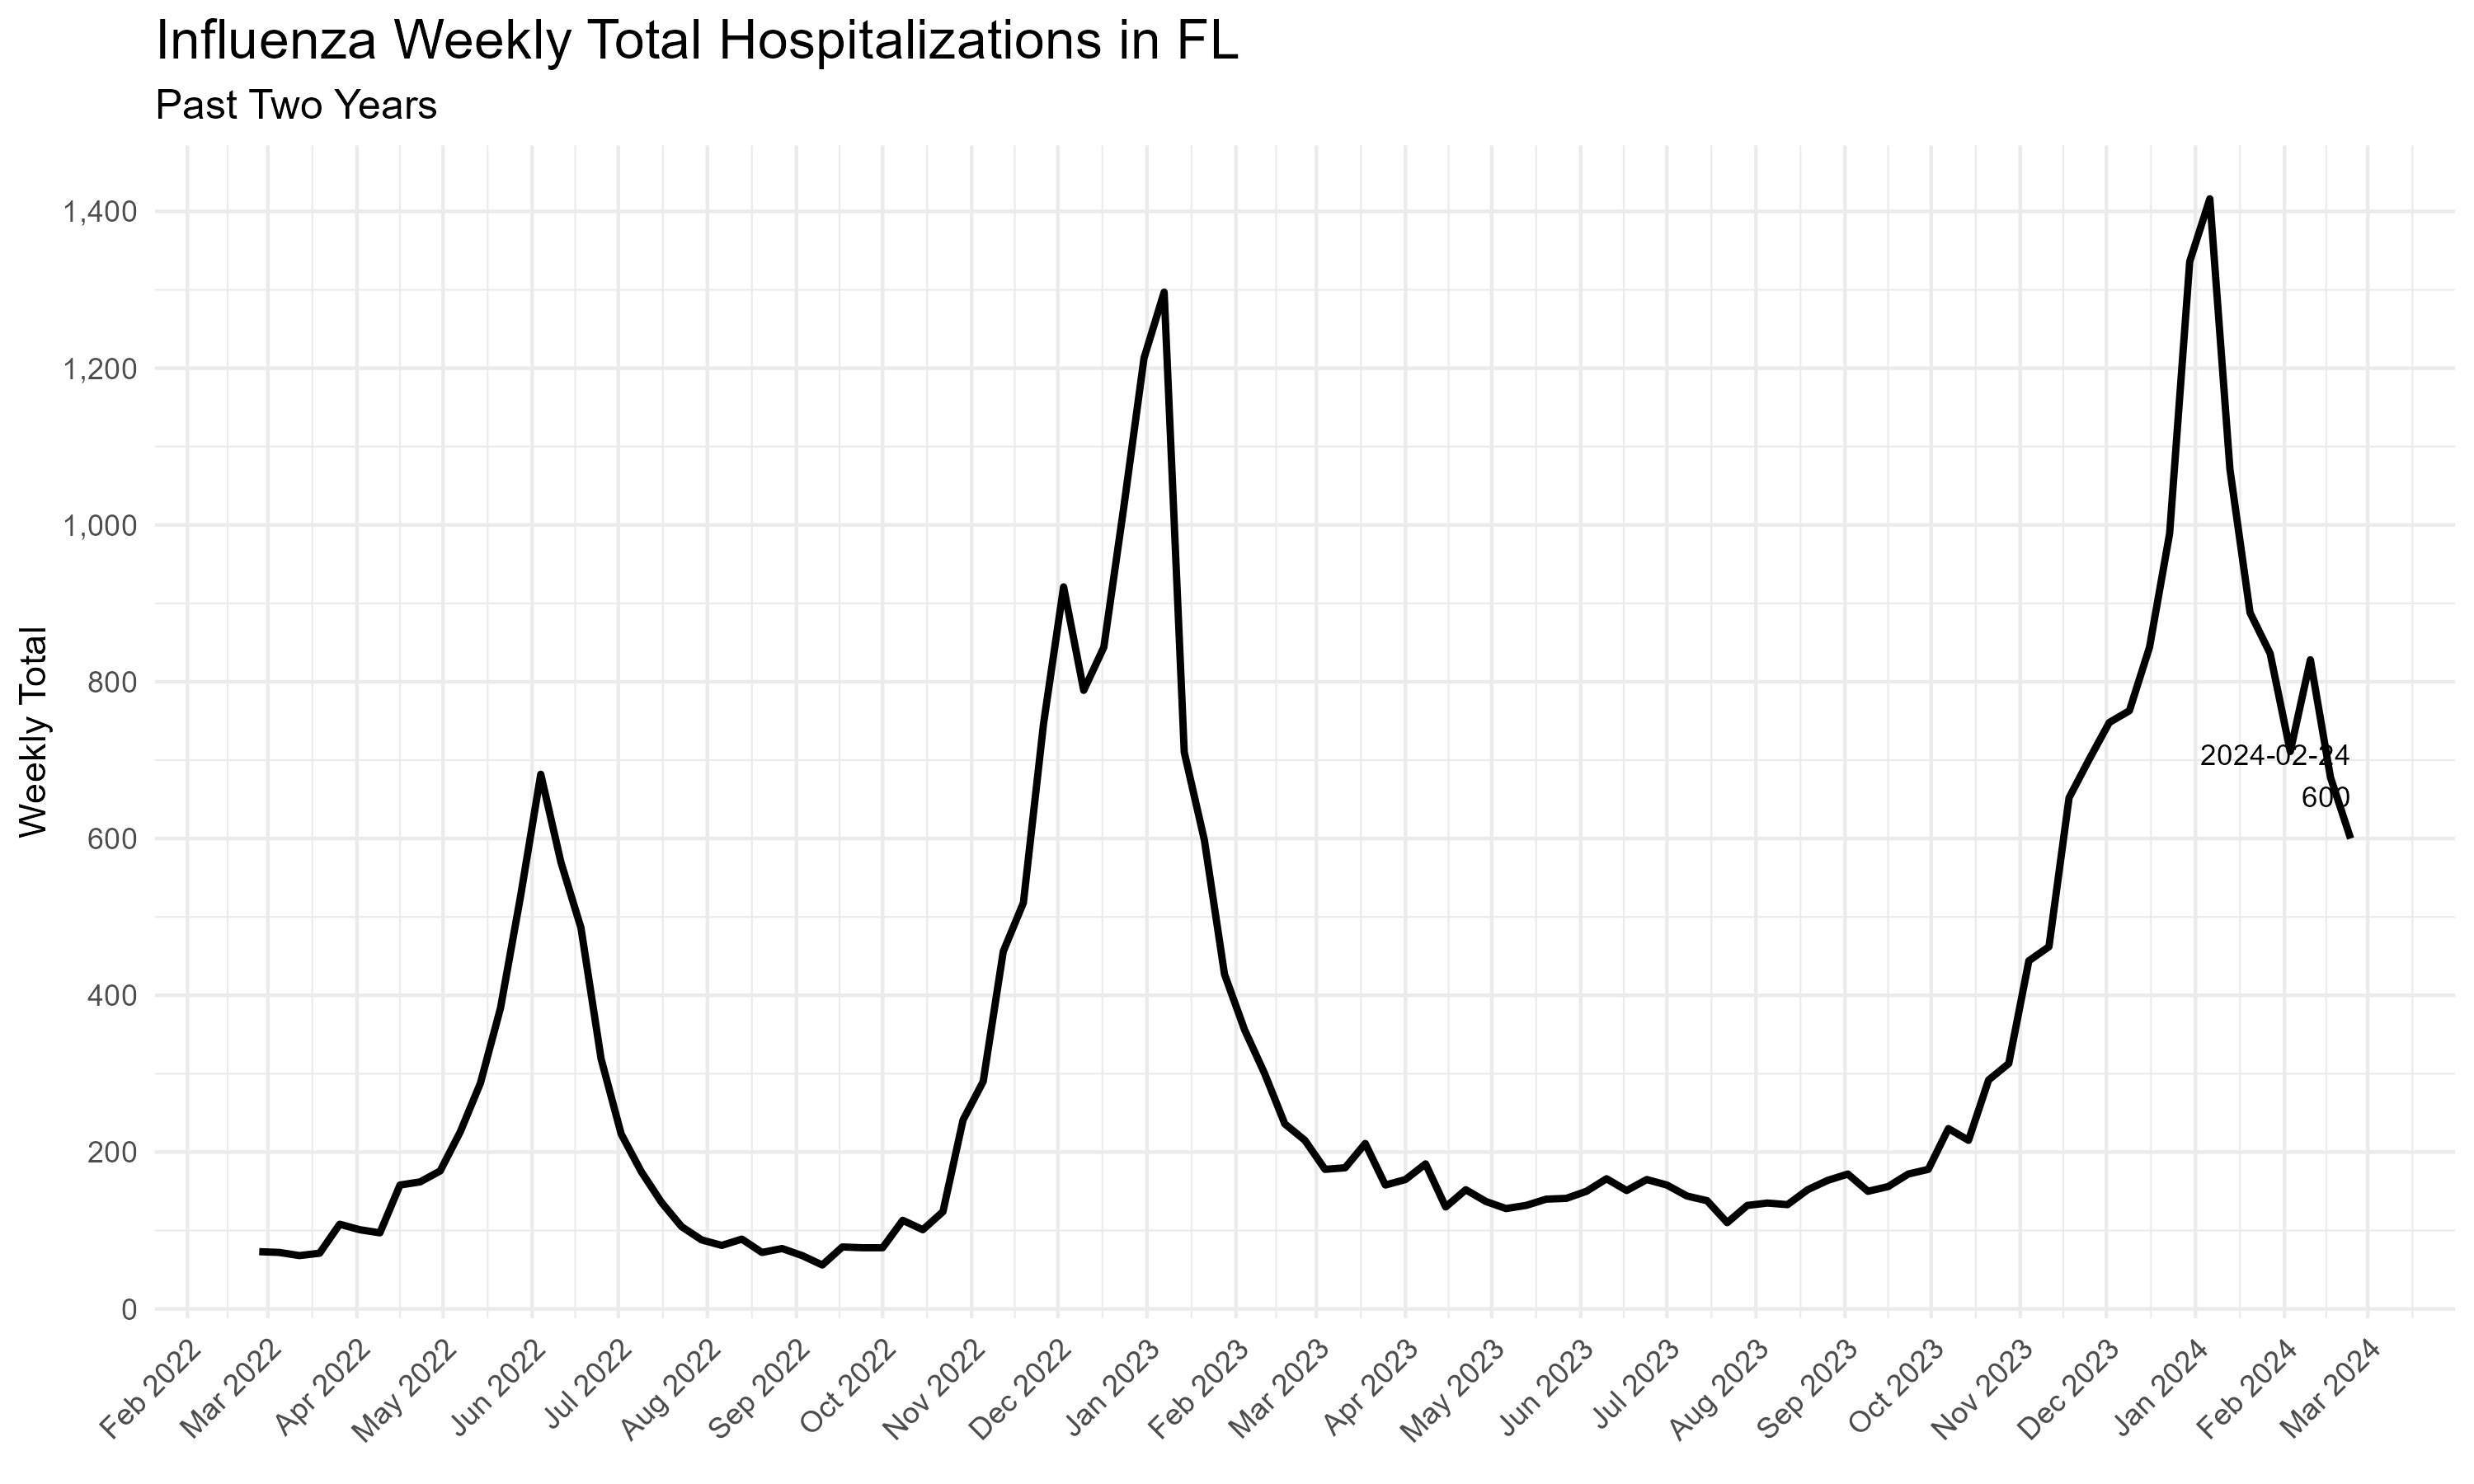 Influenza Weekly Total Hospitalizations in FL
Past Two Years
Weekly Total
1,400
1,200
1,000
800
600
400
200
0
2024-02-24
600
Feb 2022
Mar 2022
Apr 2022
May 2022
Jun 2022
Jul 2022
Aug 2022
Sep 2022
Oct 2022
Nov 2022
Dec 2022
Jan 2023
Feb 2023
Mar 2023
Apr 2023
May 2023
Jun 2023
Jul 2023
Aug 2023
Sep 2023
Oct 2023
Nov 2023
Dec 2023
Jan 2024
Feb 2024
Mar 2024